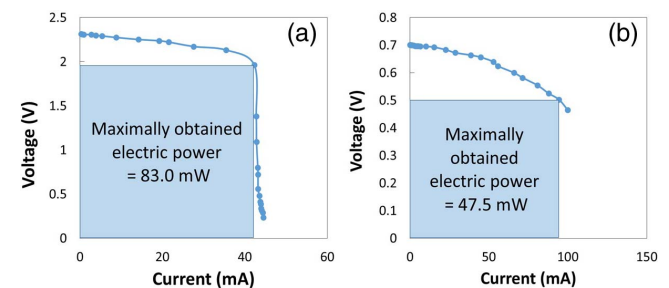 (a)
2.5
2
1.5
1
0.5
0
Voltage (V)
Maximally obtained
electric power
= 83.0 mW
0 20 40 60
Current (mA)
(b)
0.8
0.7
0.6
0.5
0.4
0.3
0.2
0.1
0
Voltage (V)
Maximally
obtained
electric power
= 47.5 mW
0 50 100 150
Current (mA)